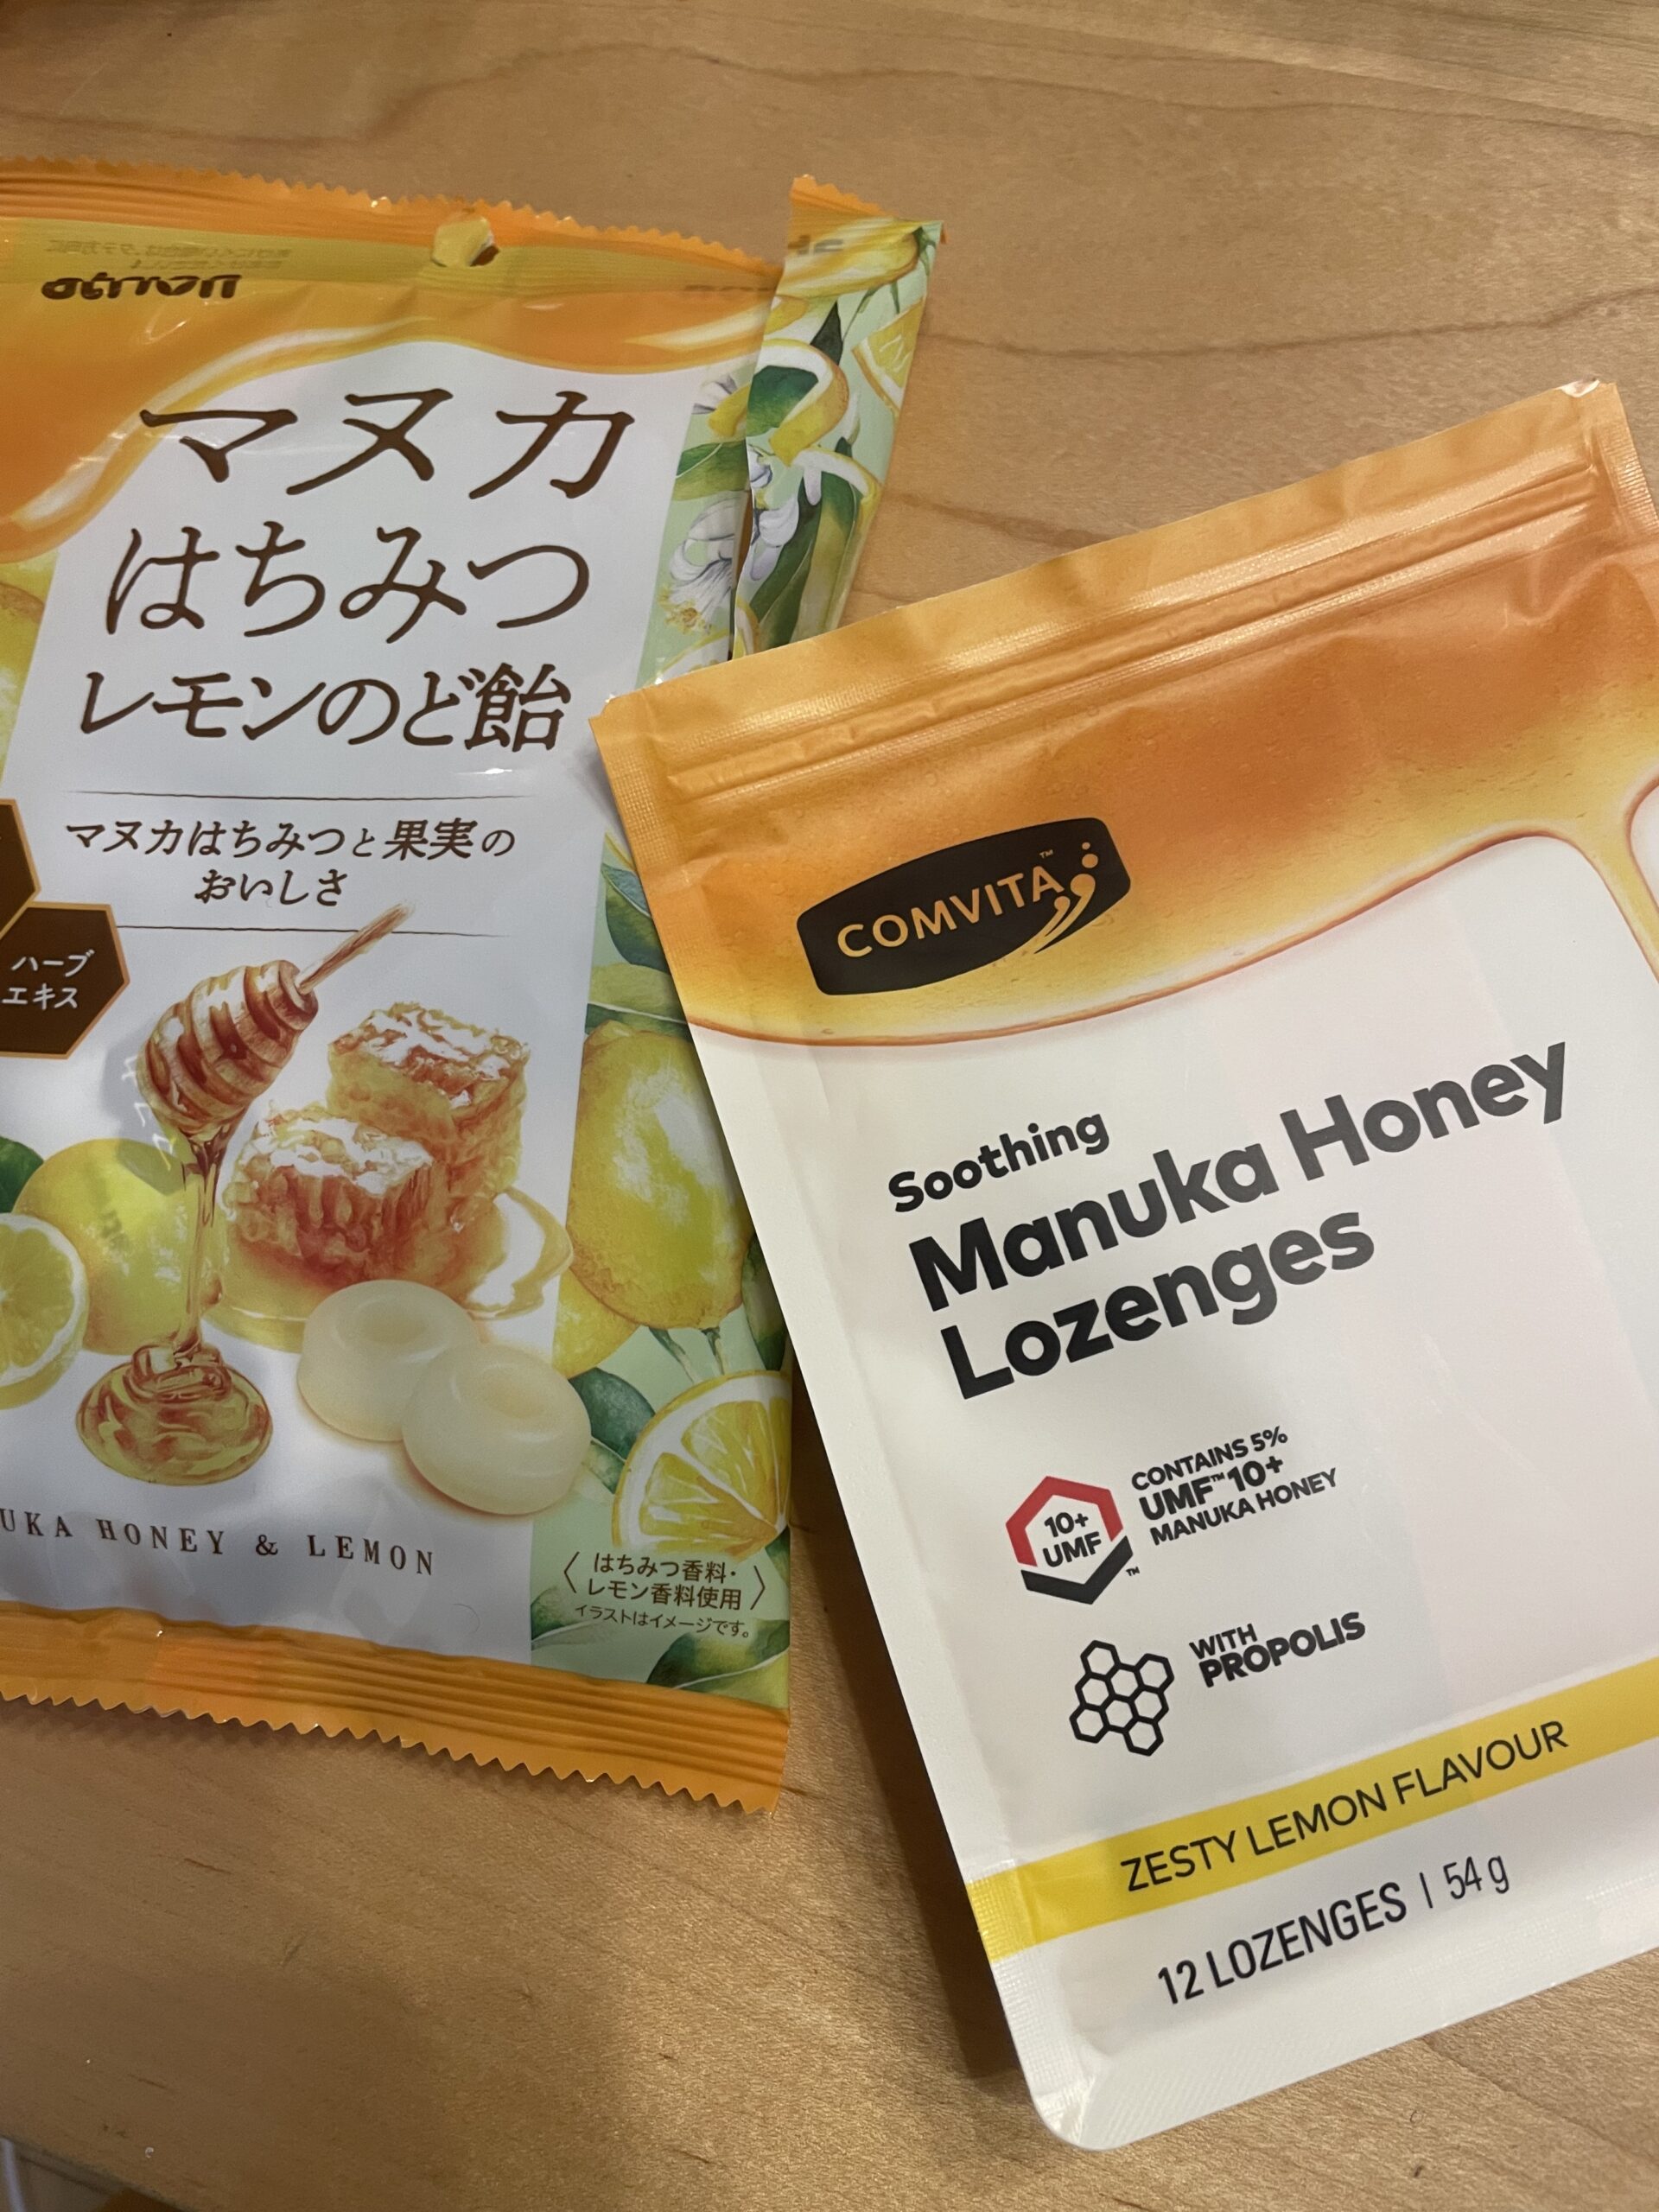 マヌカ
はちみつ
レモンのど飴
マヌカはちみつと果実の
おいしさ
ハーブ
エキス
UKA HONEY & LEMON
〈はちみつ香料・
レモン香料使用〉
イラストはイメージです。
COMVITA™
Soothing
Manuka Honey
Lozenges
10+
UMF™
CONTAINS 5%
UMF™10+
MANUKA HONEY
WITH
PROPOLIS
ZESTY LEMON FLAVOUR
12 LOZENGES | 54 g